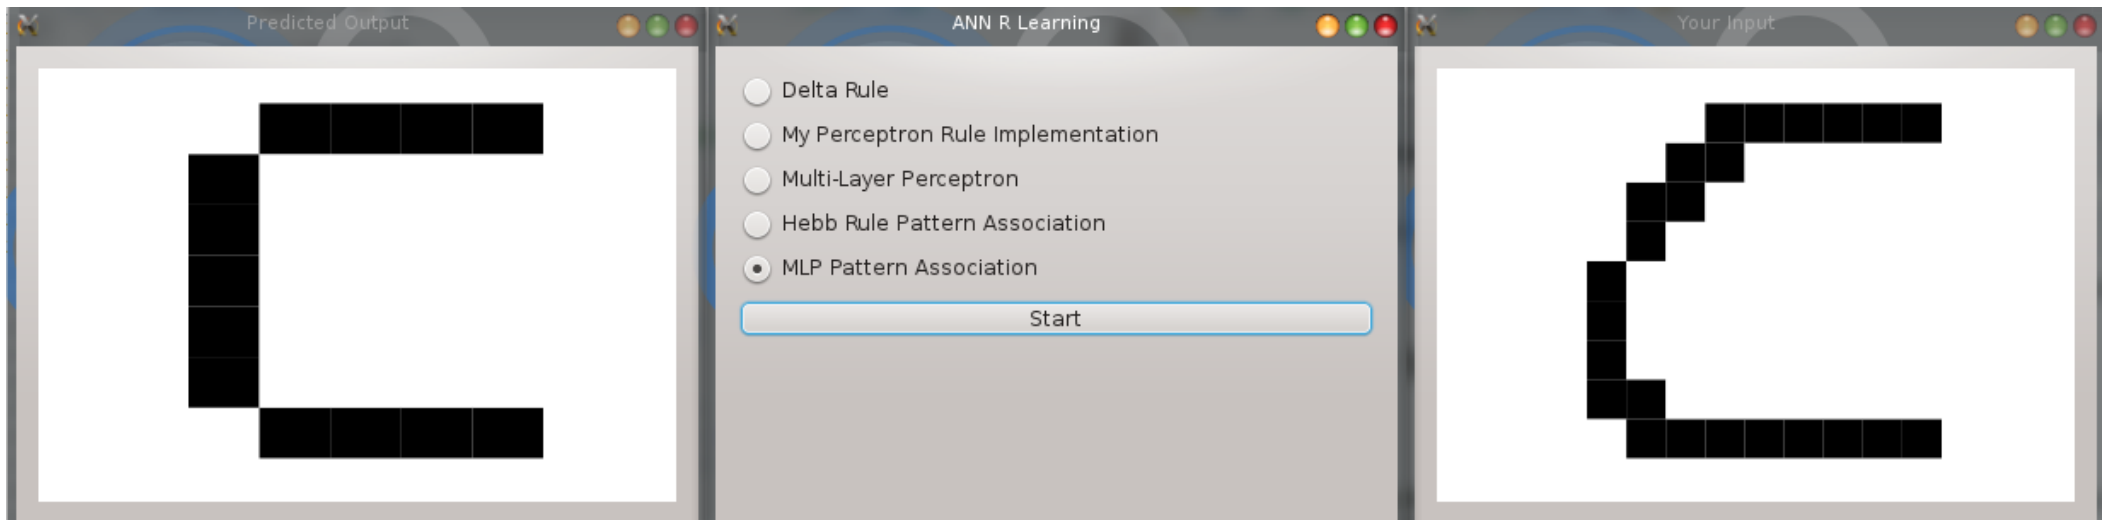 Predicted Output
ANN R Learning
Your Input
Delta Rule
My Perceptron Rule Implementation
Multi-Layer Perceptron
Hebb Rule Pattern Association
MLP Pattern Association
Start